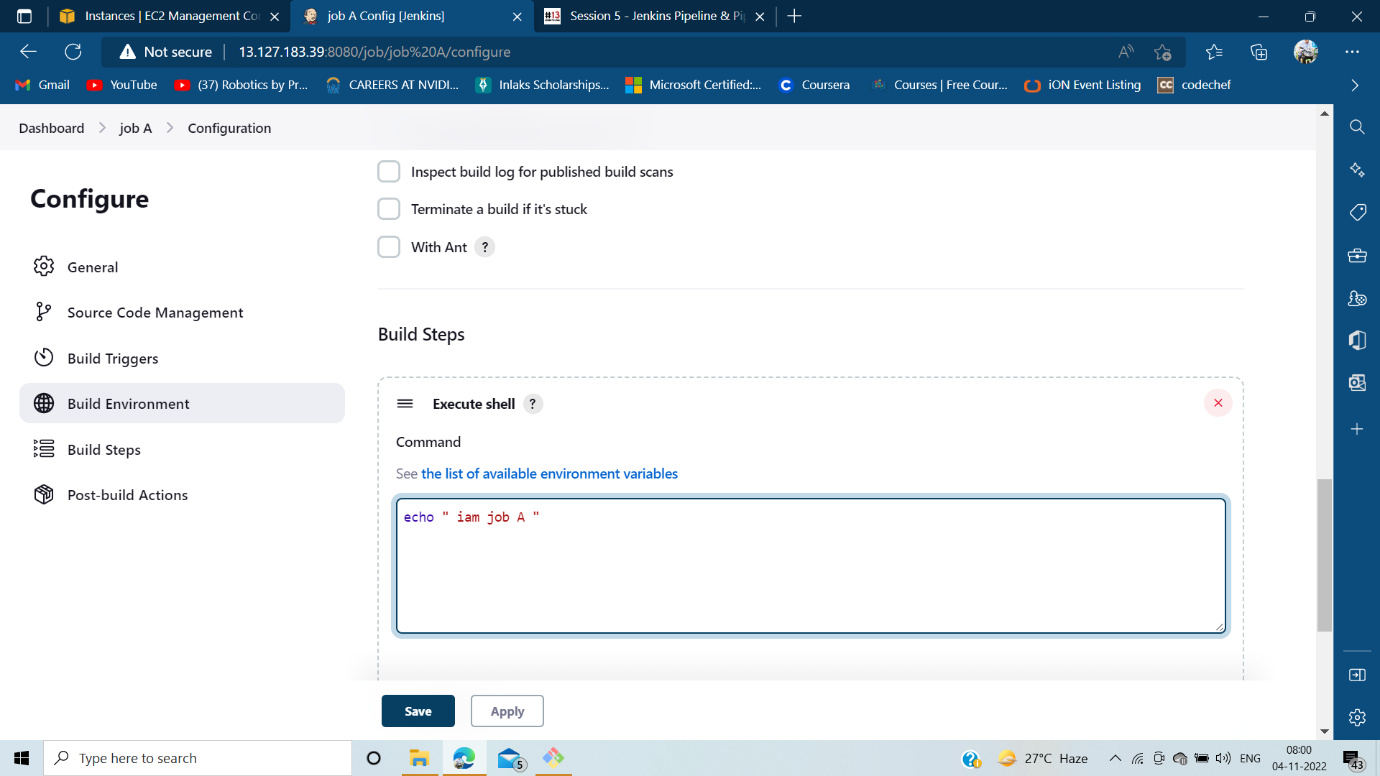 Instances | EC2 Management Co
job A Config [Jenkins]
#13
Session 5 - Jenkins Pipeline & Pi
Not secure
13.127.183.39:8080/job/job%20A/configure
Gmail
YouTube
(37) Robotics by Pr...
CAREERS AT NVIDI...
Inlaks Scholarships...
Microsoft Certified:...
Coursera
Courses | Free Cour...
iON Event Listing
CC codechef
Dashboard
job A
Configuration
Configure
General
Source Code Management
Build Triggers
Build Environment
Build Steps
Post-build Actions
Inspect build log for published build scans
Terminate a build if it's stuck
With Ant ?
Build Steps
Execute shell ?
Command
See the list of available environment variables
echo " iam job A "
Save
Apply
Type here to search
5
27°C Haze
ENG
08:00
04-11-2022
43